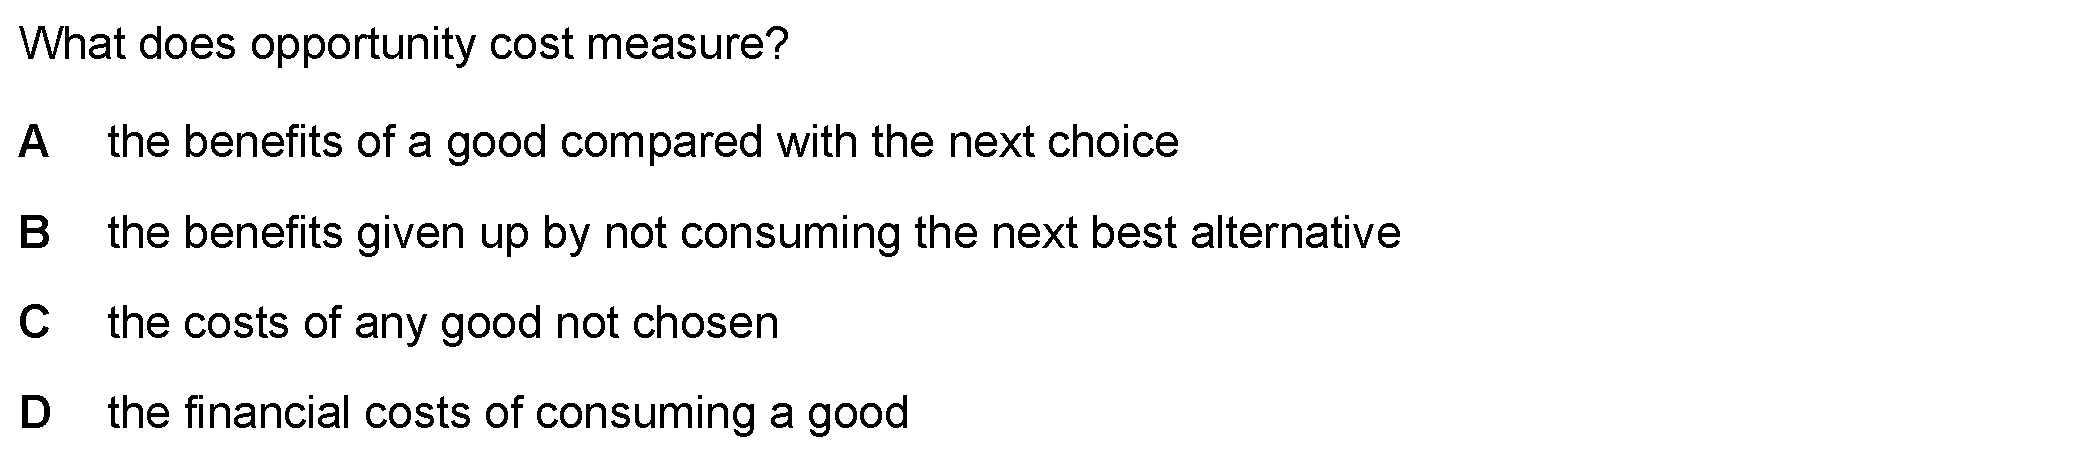 What does opportunity cost measure?
A the benefits of a good compared with the next choice
B the benefits given up by not consuming the next best alternative
C the costs of any good not chosen
D the financial costs of consuming a good